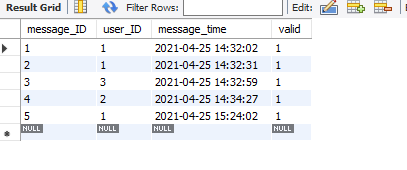 Result Grid Filter Rows: Edit:
message_ID user_ID message_time valid
1 1 2021-04-25 14:32:02 1
2 1 2021-04-25 14:32:31 1
3 3 2021-04-25 14:32:59 1
4 2 2021-04-25 14:34:27 1
5 1 2021-04-25 15:24:02 1
NULL NULL NULL NULL